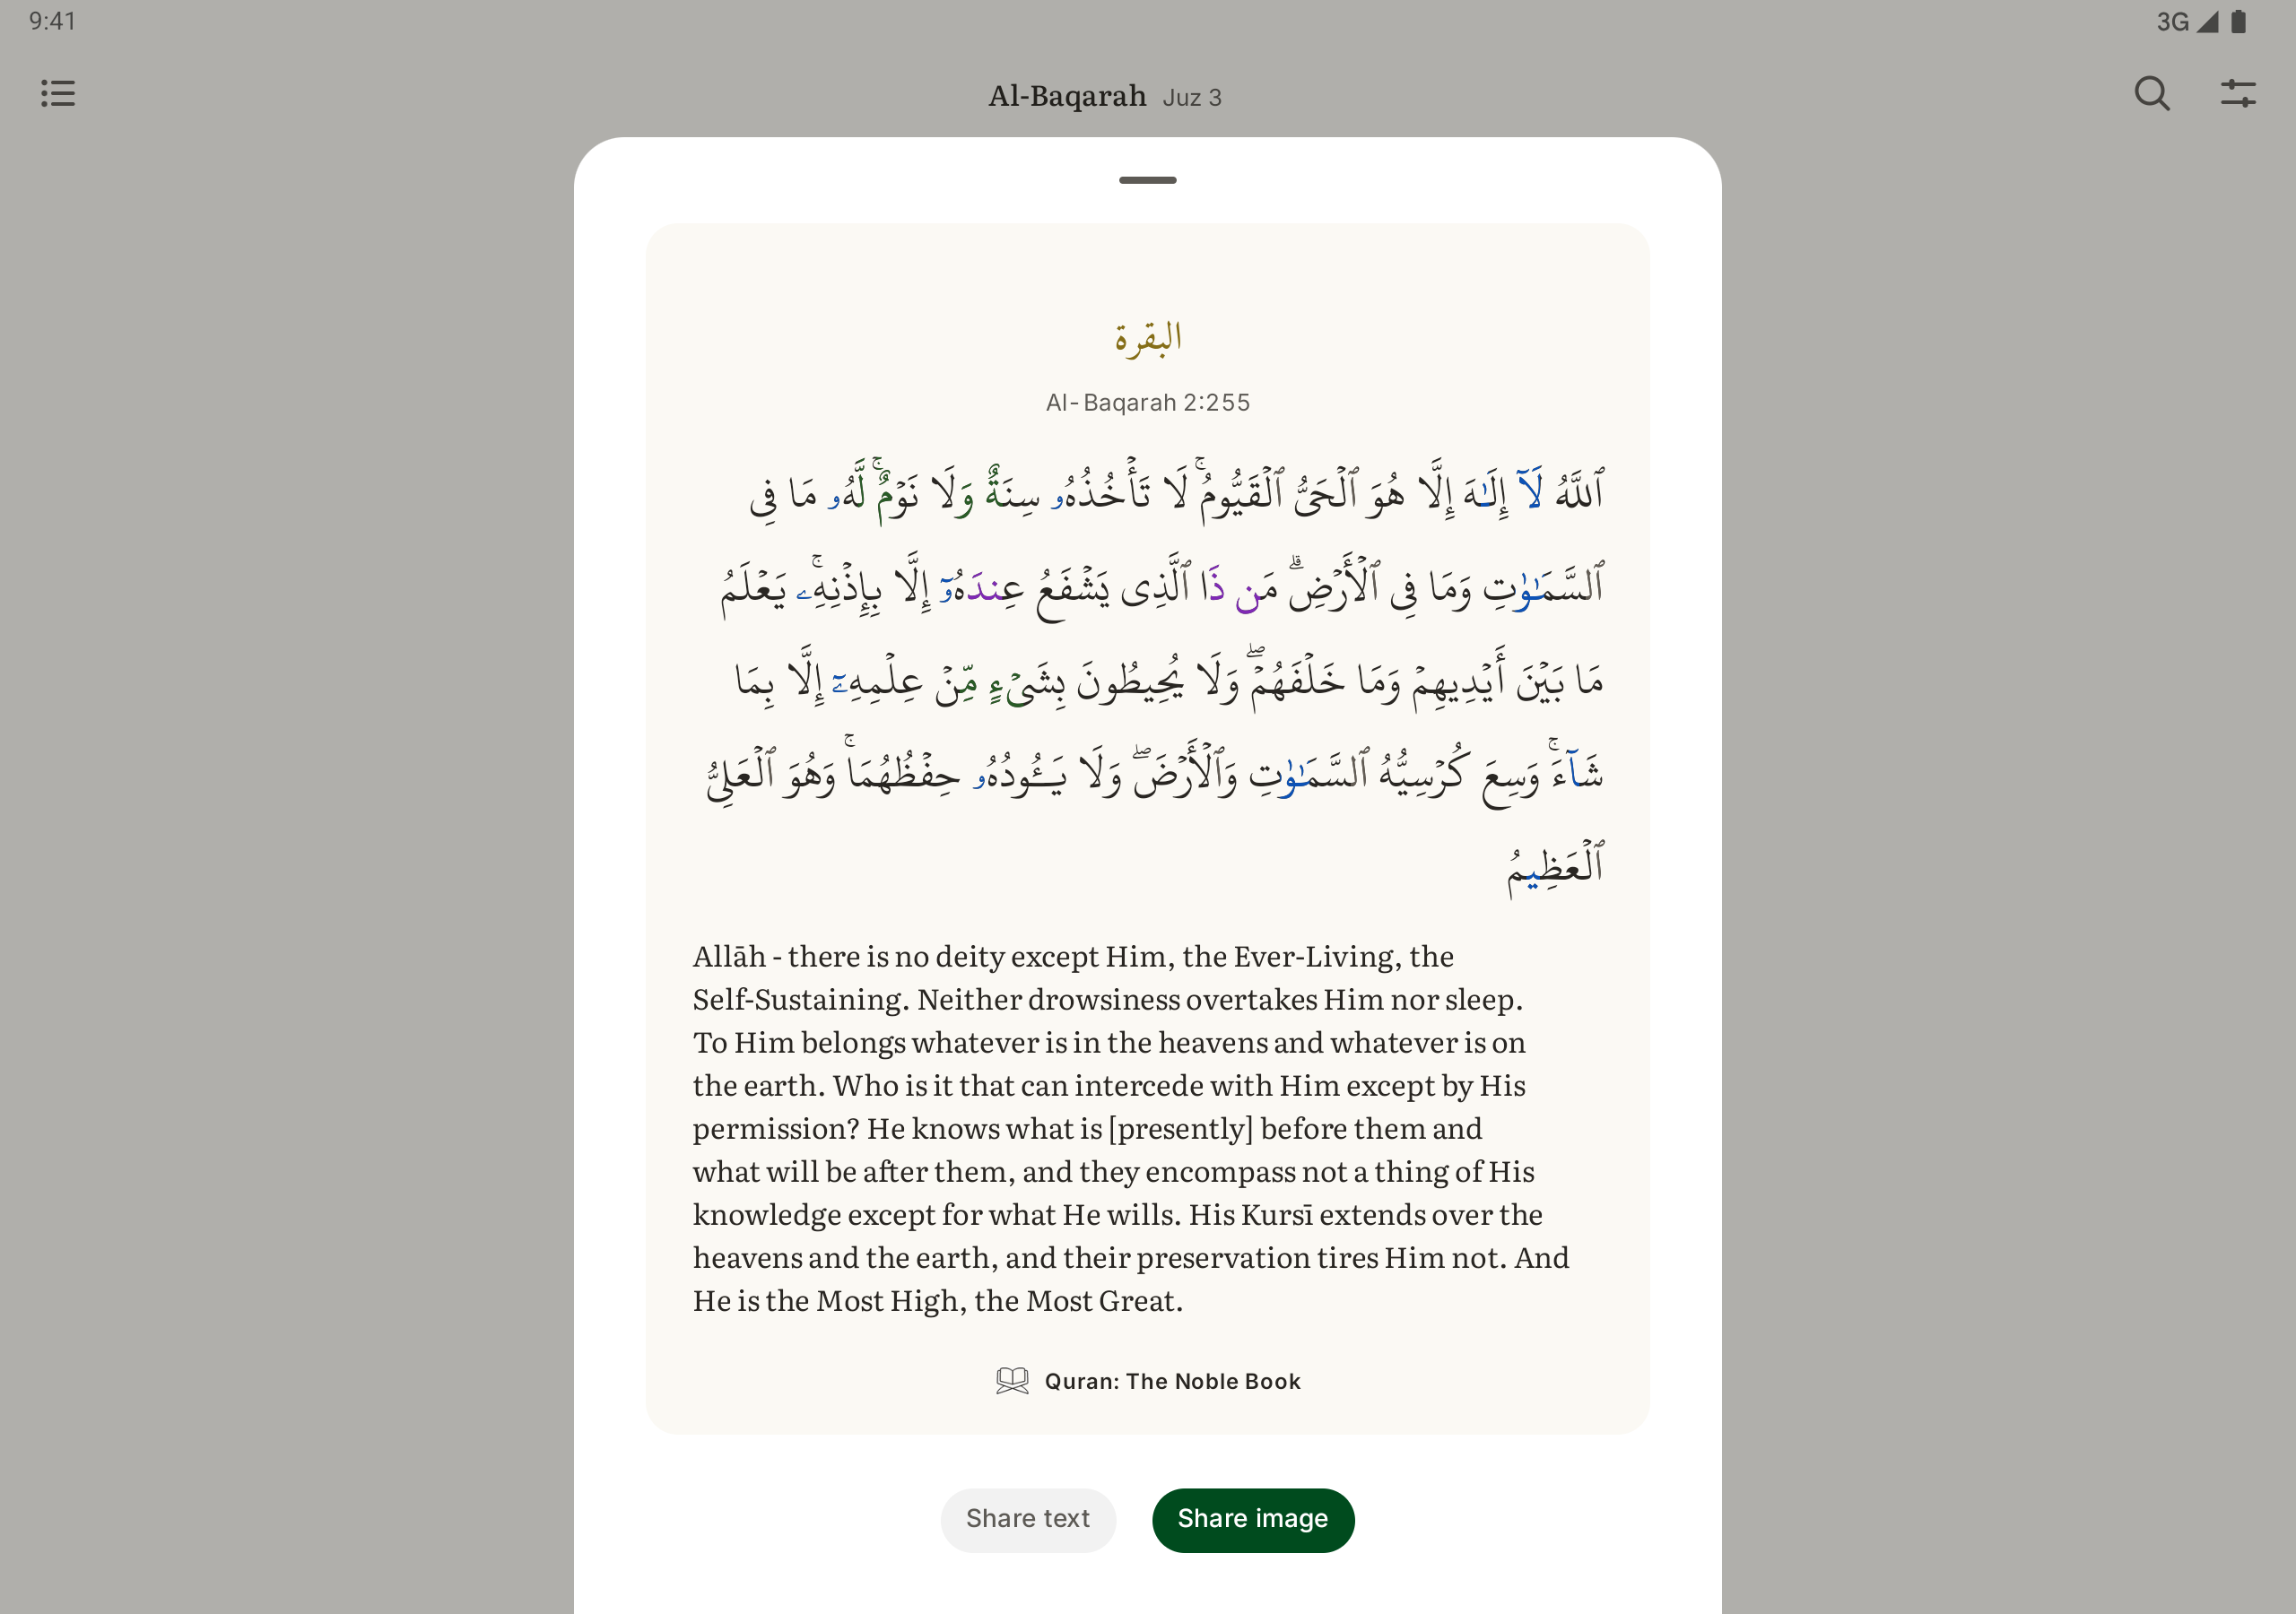 9:41
3G
Al-Baqarah Juz 3
البقرة
Al-Baqarah 2:255
ٱللَّهُ لَآ إِلَـٰهَ إِلَّا هُوَ ٱلْحَىُّ ٱلْقَيُّومُ ۚ لَا تَأْخُذُهُۥ سِنَةٌ وَلَا نَوْمٌ ۚ لَّهُۥ مَا فِى
ٱلسَّمَـٰوَٰتِ وَمَا فِى ٱلْأَرْضِ ۗ مَن ذَا ٱلَّذِى يَشْفَعُ عِندَهُۥٓ إِلَّا بِإِذْنِهِۦ ۚ يَعْلَمُ
مَا بَيْنَ أَيْدِيهِمْ وَمَا خَلْفَهُمْ ۖ وَلَا يُحِيطُونَ بِشَىْءٍ مِّنْ عِلْمِهِۦٓ إِلَّا بِمَا
شَآءَ ۚ وَسِعَ كُرْسِيُّهُ ٱلسَّمَـٰوَٰتِ وَٱلْأَرْضَ ۖ وَلَا يَـُٔودُهُۥ حِفْظُهُمَا ۚ وَهُوَ ٱلْعَلِىُّ
ٱلْعَظِيمُ
Allāh - there is no deity except Him, the Ever-Living, the
Self-Sustaining. Neither drowsiness overtakes Him nor sleep.
To Him belongs whatever is in the heavens and whatever is on
the earth. Who is it that can intercede with Him except by His
permission? He knows what is [presently] before them and
what will be after them, and they encompass not a thing of His
knowledge except for what He wills. His Kursī extends over the
heavens and the earth, and their preservation tires Him not. And
He is the Most High, the Most Great.
Quran: The Noble Book
Share text
Share image